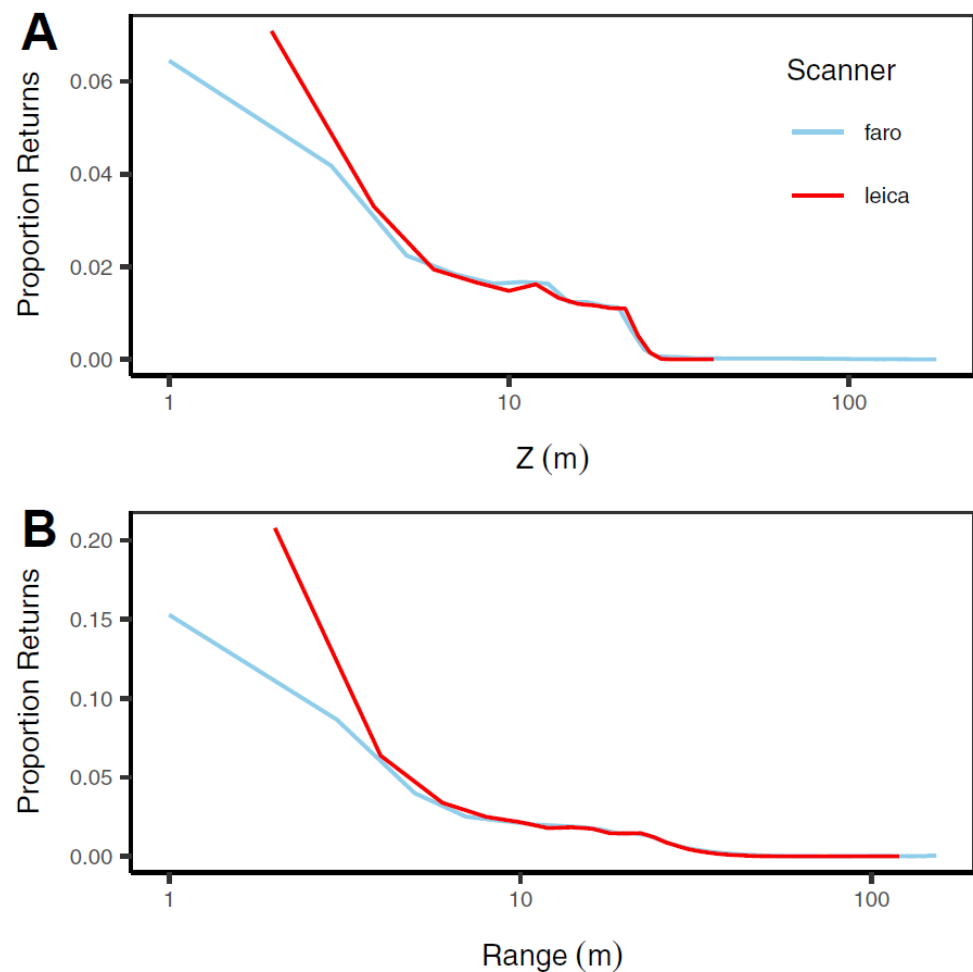 A
Proportion Returns
0.06
0.04
0.02
0.00
Scanner
faro
leica
1
10
100
Z (m)
B
Proportion Returns
0.20
0.15
0.10
0.05
0.00
1
10
100
Range (m)